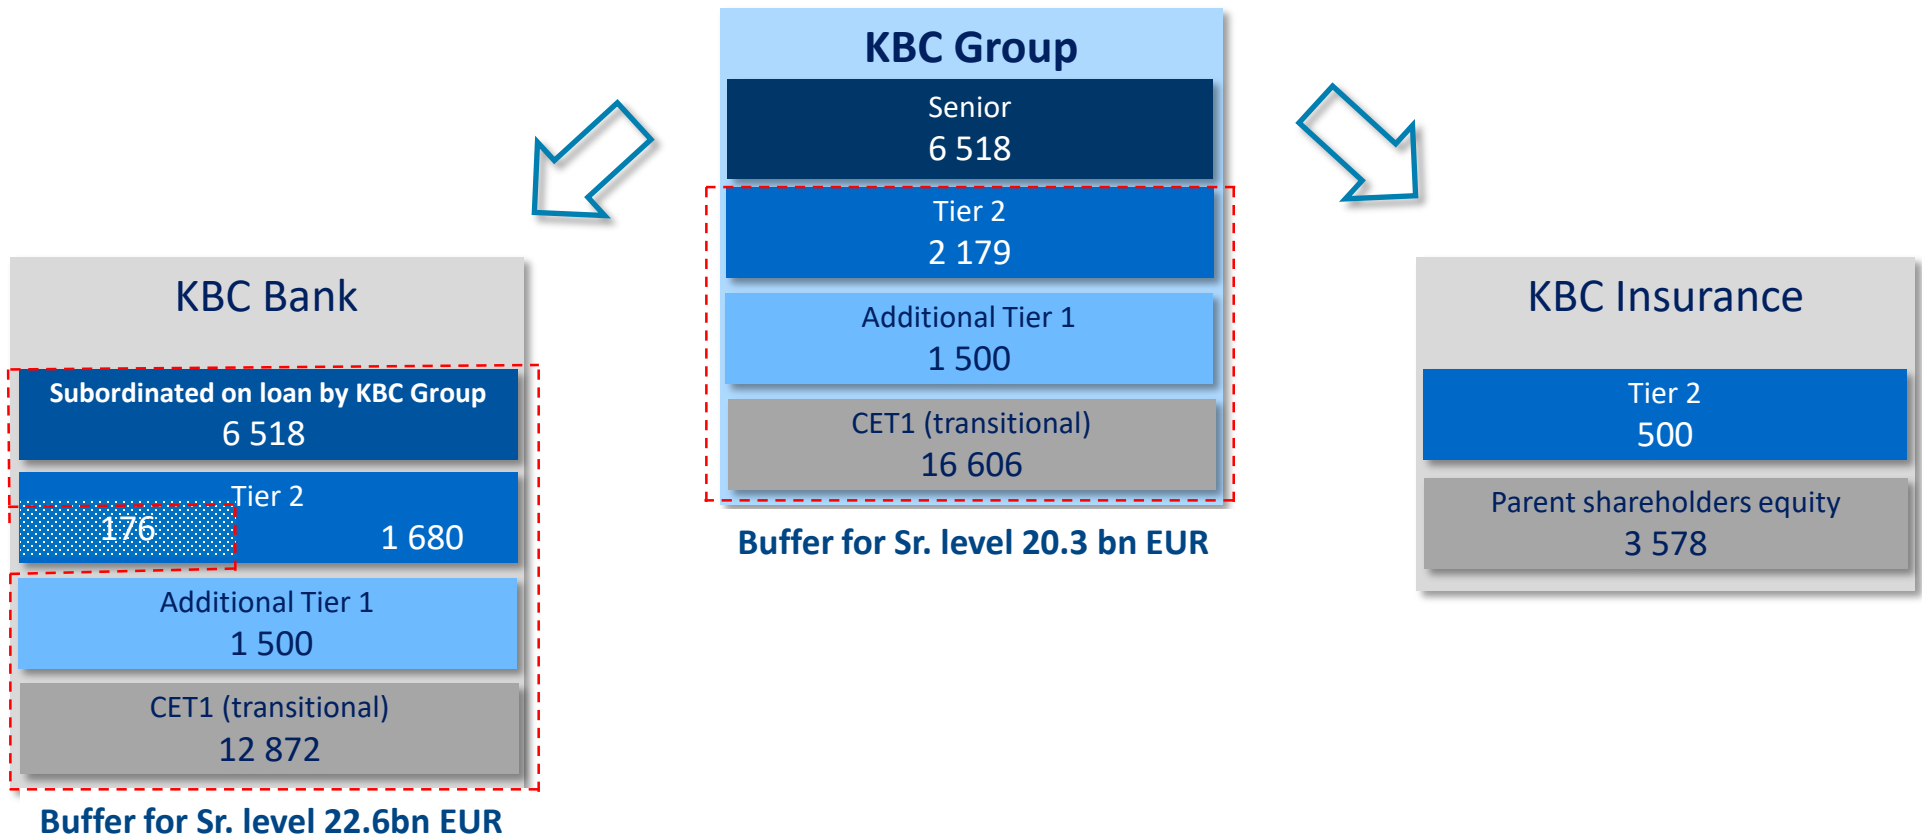 KBC Group
Senior
6 518
Tier 2
2 179
Additional Tier 1
1 500
CET1 (transitional)
16 606
Buffer for Sr. level 20.3 bn EUR
KBC Bank
Subordinated on loan by KBC Group
6 518
Tier 2
176
1 680
Additional Tier 1
1 500
CET1 (transitional)
12 872
Buffer for Sr. level 22.6bn EUR
KBC Insurance
Tier 2
500
Parent shareholders equity
3 578